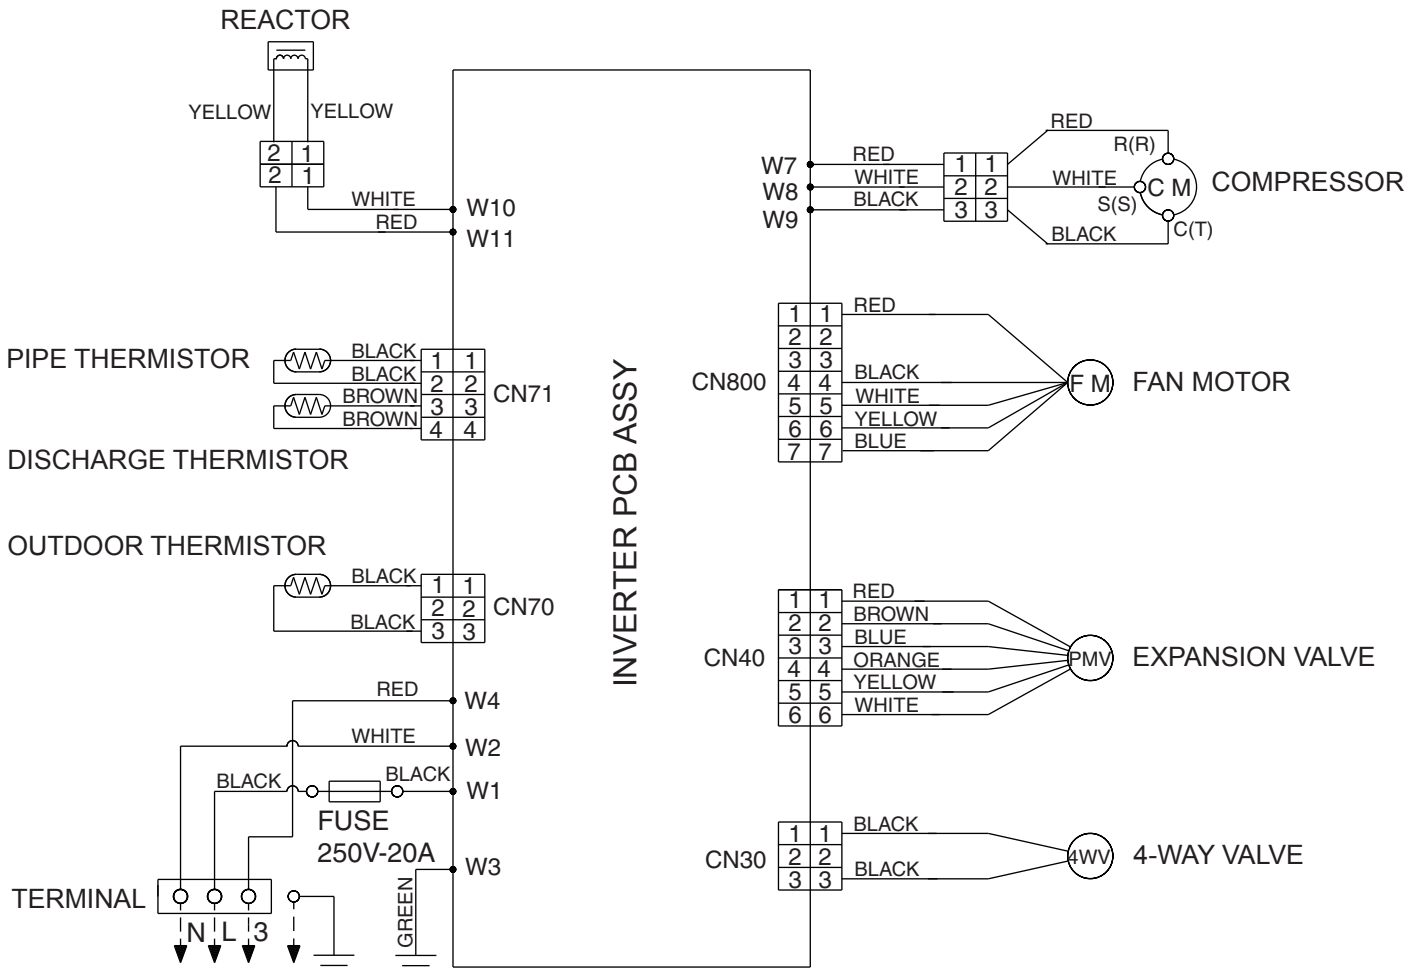 REACTOR
YELLOW YELLOW
2 1
2 1
WHITE W10
RED W11
PIPE THERMISTOR
BLACK 1 1
BLACK 2 2
BROWN 3 3
BROWN 4 4
CN71
DISCHARGE THERMISTOR
OUTDOOR THERMISTOR
BLACK 1 1
2 2
BLACK 3 3
CN70
RED W4
WHITE W2
BLACK BLACK W1
FUSE
250V-20A
W3
GREEN
TERMINAL
N L 3
INVERTER PCB ASSY
W7 RED 1 1 RED R(R)
W8 WHITE 2 2 WHITE S(S)
W9 BLACK 3 3 BLACK C(T)
CM
COMPRESSOR
CN800
1 1 RED
2 2
3 3
4 4 BLACK
5 5 WHITE
6 6 YELLOW
7 7 BLUE
FM
FAN MOTOR
CN40
1 1 RED
2 2 BROWN
3 3 BLUE
4 4 ORANGE
5 5 YELLOW
6 6 WHITE
PMV
EXPANSION VALVE
CN30
1 1 BLACK
2 2
3 3 BLACK
4WV
4-WAY VALVE